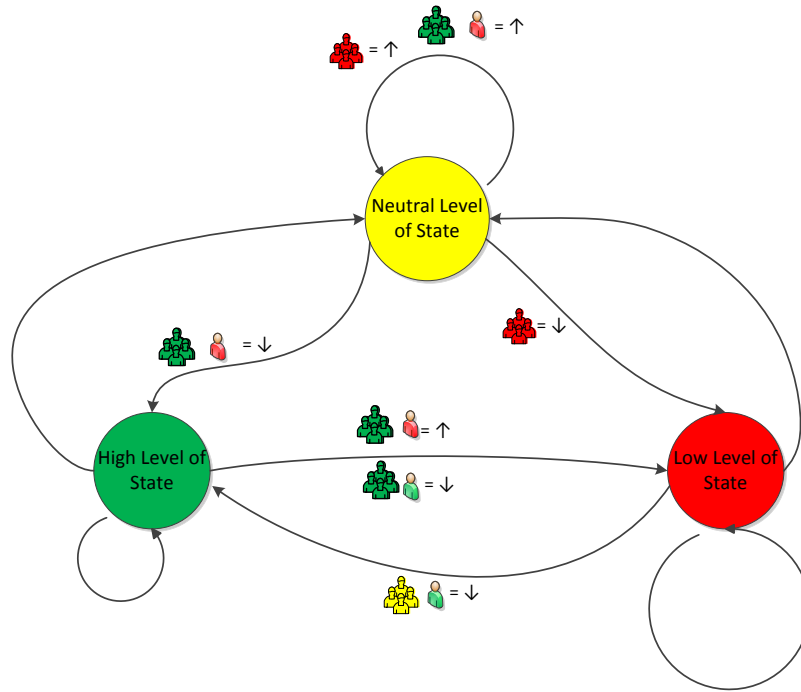 = ↑
= ↑
Neutral Level
of State
= ↓
= ↓
= ↑
High Level of
State
Low Level of
State
= ↓
= ↓